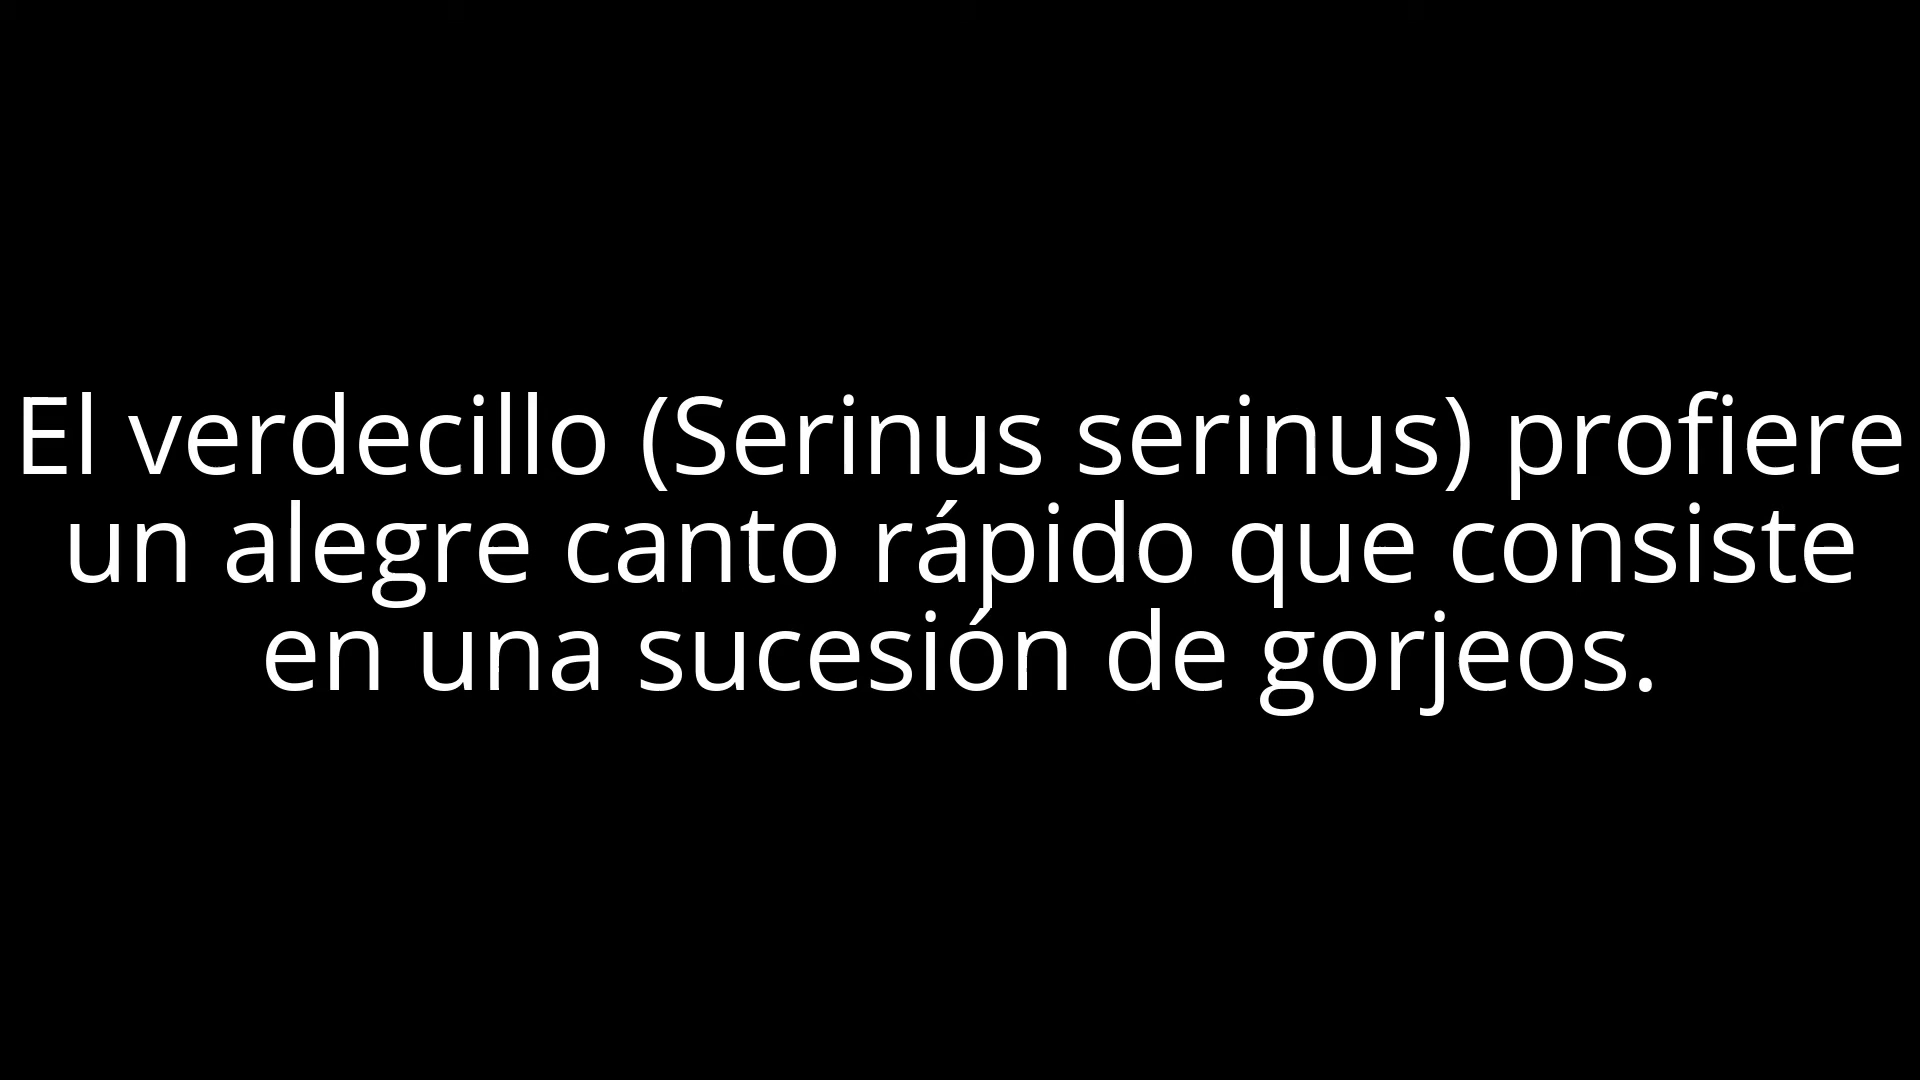 El verdecillo (Serinus serinus) profiere
un alegre canto rápido que consiste
en una sucesión de gorjeos.